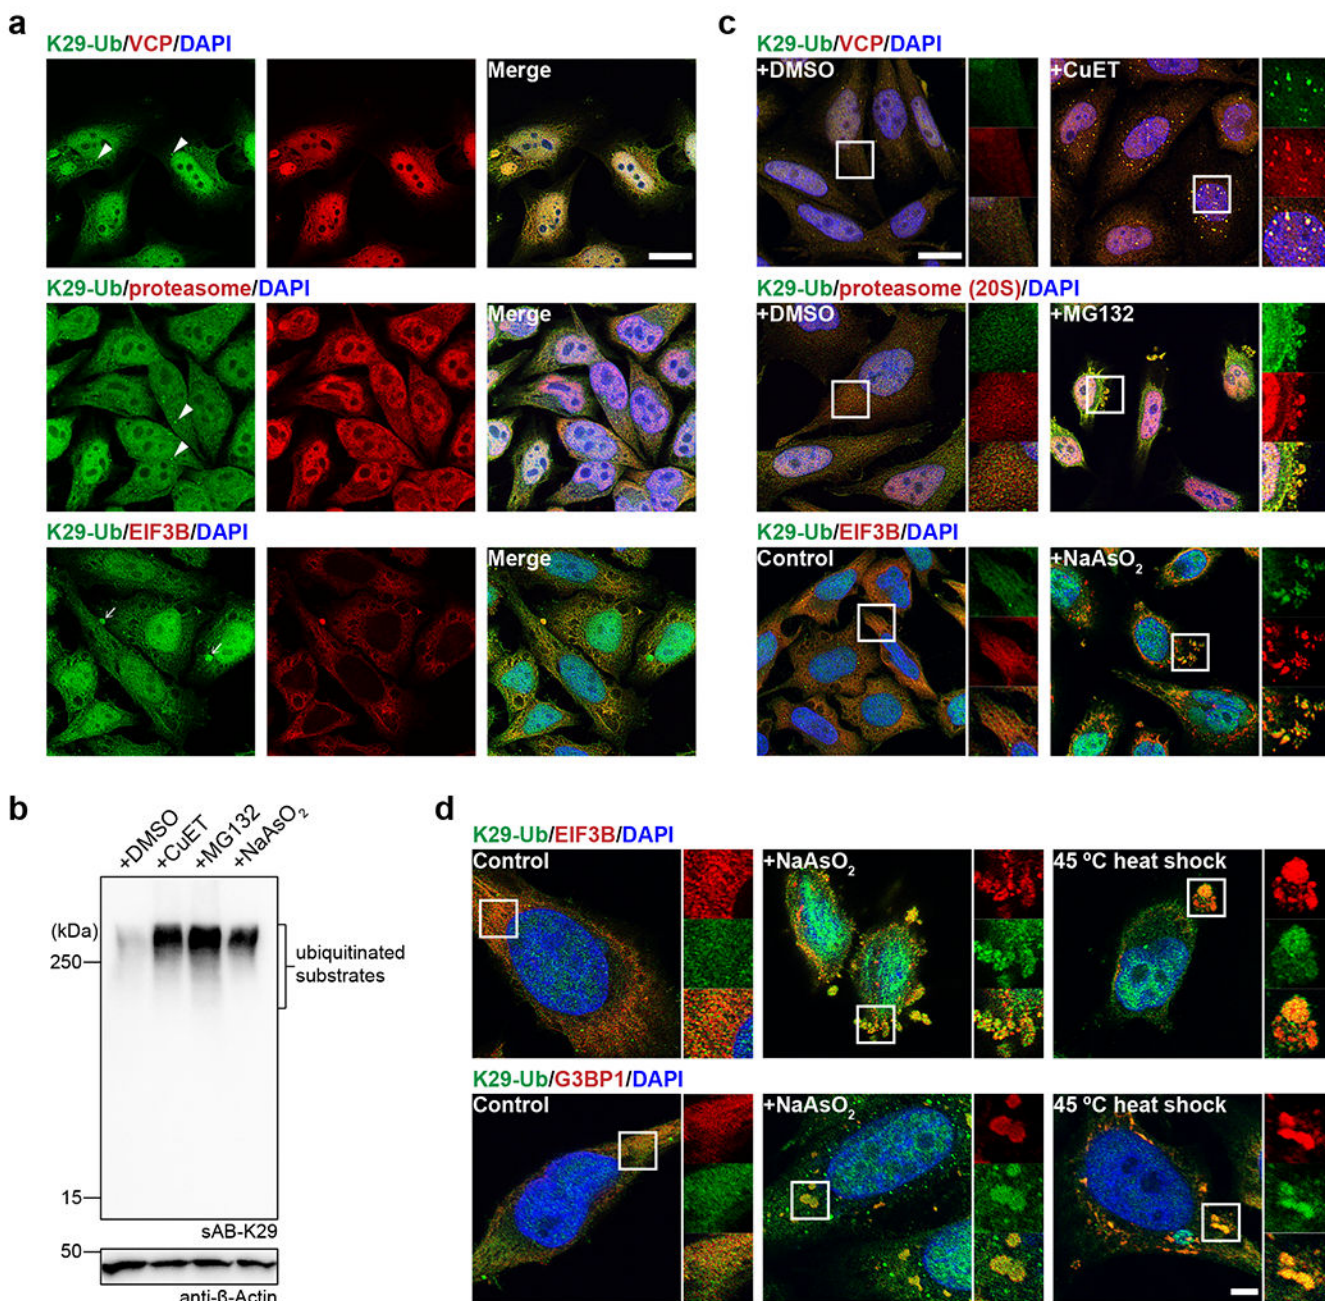 a
K29-Ub/VCP/DAPI
Merge
K29-Ub/proteasome/DAPI
Merge
K29-Ub/EIF3B/DAPI
Merge
b
+DMSO
+CuET
+MG132
+NaAsO₂
(kDa)
250
ubiquitinated
substrates
15
sAB-K29
50
anti-β-Actin
c
K29-Ub/VCP/DAPI
+DMSO
+CuET
K29-Ub/proteasome (20S)/DAPI
+DMSO
+MG132
K29-Ub/EIF3B/DAPI
Control
+NaAsO₂
d
K29-Ub/EIF3B/DAPI
Control
+NaAsO₂
45 ºC heat shock
K29-Ub/G3BP1/DAPI
Control
+NaAsO₂
45 ºC heat shock